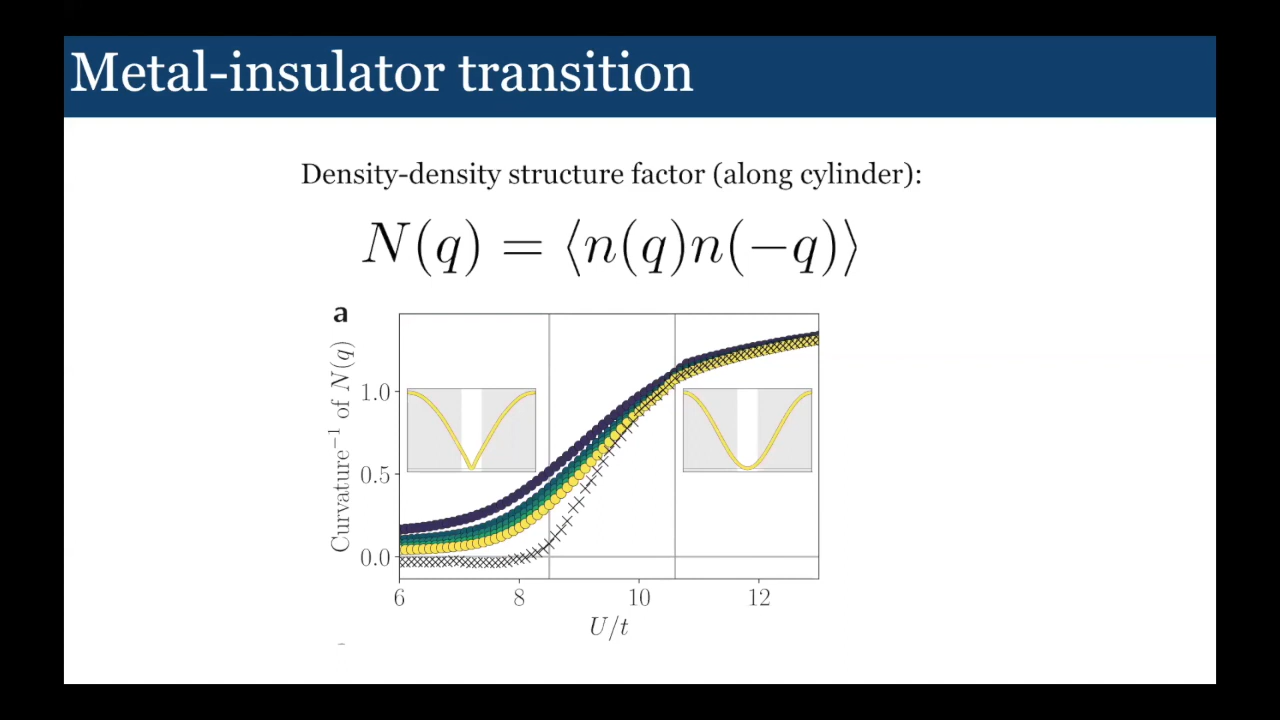 Metal-insulator transition
Density-density structure factor (along cylinder):
N(q) = ⟨n(q)n(−q)⟩
a
Curvature⁻¹ of N(q)
1.0
0.5
0.0
6 8 10 12
U/t